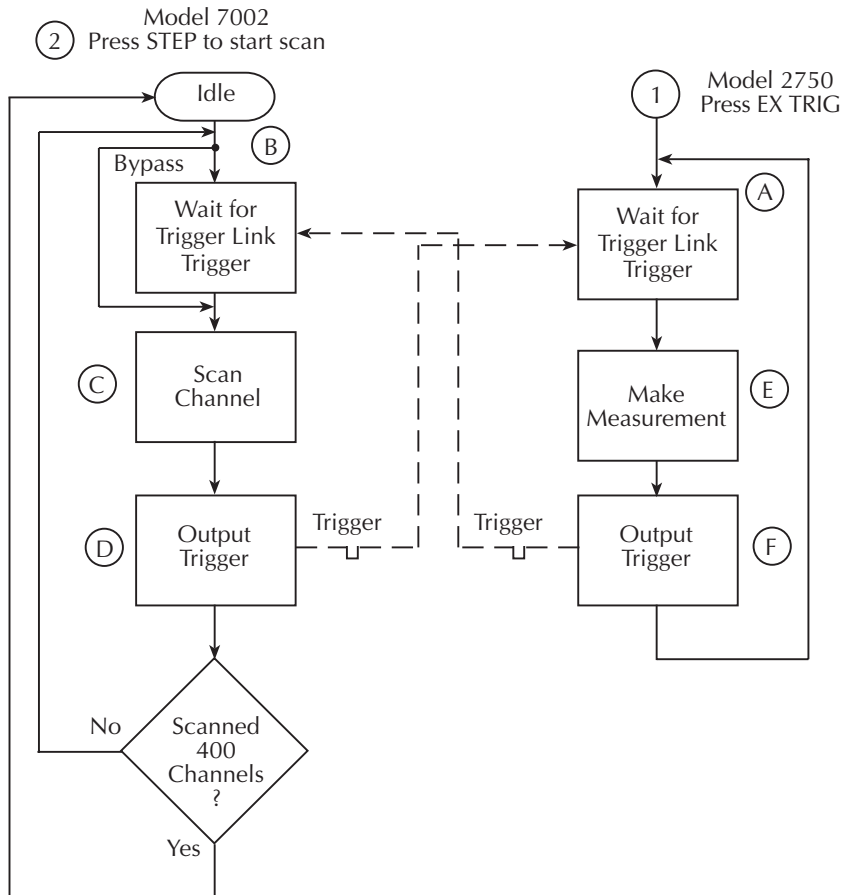 2
Model 7002
Press STEP to start scan
Idle
B
Bypass
Wait for
Trigger Link
Trigger
C
Scan
Channel
D
Output
Trigger
Trigger
Trigger
No
Scanned
400
Channels
?
Yes
1
Model 2750
Press EX TRIG
A
Wait for
Trigger Link
Trigger
Make
Measurement
E
Output
Trigger
F